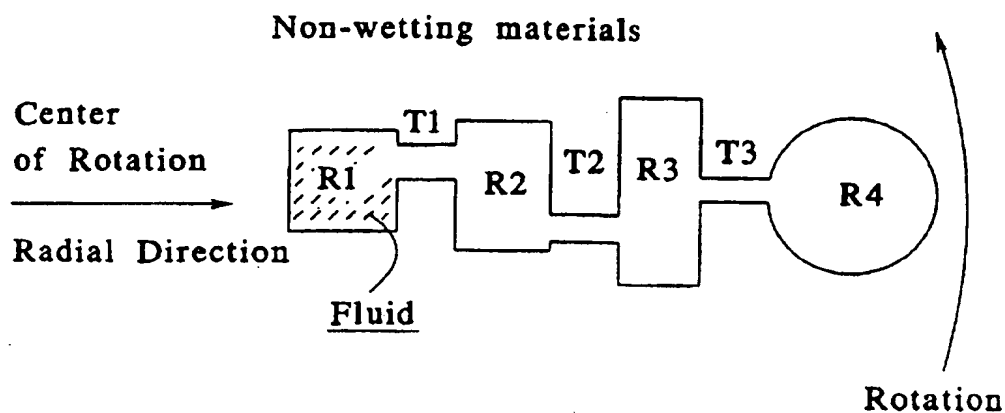 Non-wetting materials
Center
of Rotation
Radial Direction
R1
T1
R2
T2
R3
T3
R4
Fluid
Rotation